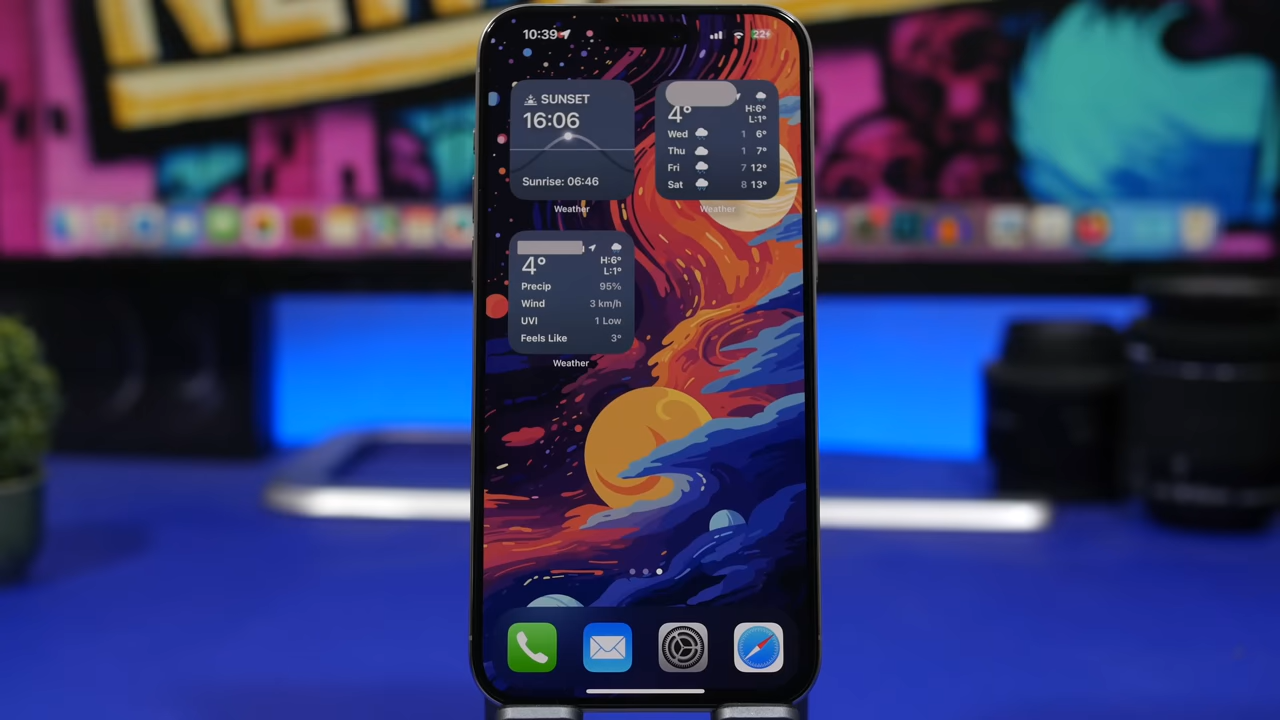 10:39
22
SUNSET
16:06
Sunrise: 06:46
Weather
4°
H:6°
L:1°
Wed 1 6°
Thu 1 7°
Fri 7 12°
Sat 8 13°
Weather
4°
H:6°
L:1°
Precip 95%
Wind 3 km/h
UVI 1 Low
Feels Like 3°
Weather